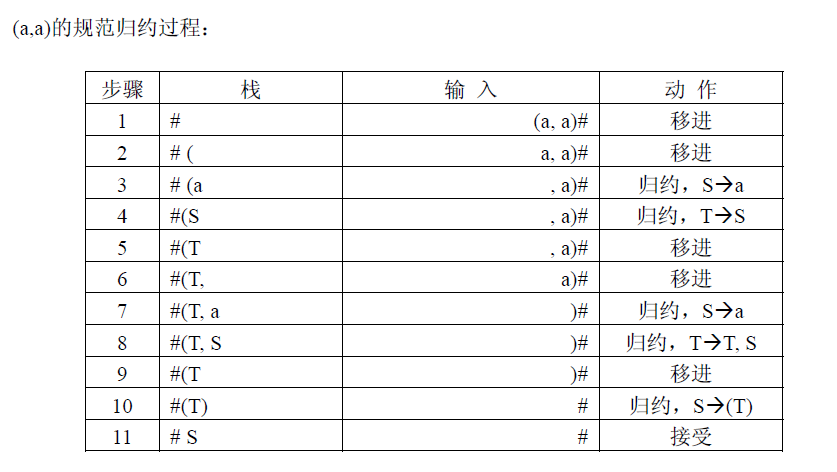 (a,a)的规范归约过程：
步骤 栈 输 入 动 作
1 # (a, a)# 移进
2 # ( a, a)# 移进
3 # (a , a)# 归约，S→a
4 #(S , a)# 归约，T→S
5 #(T , a)# 移进
6 #(T, a)# 移进
7 #(T, a )# 归约，S→a
8 #(T, S )# 归约，T→T, S
9 #(T )# 移进
10 #(T) # 归约，S→(T)
11 # S # 接受